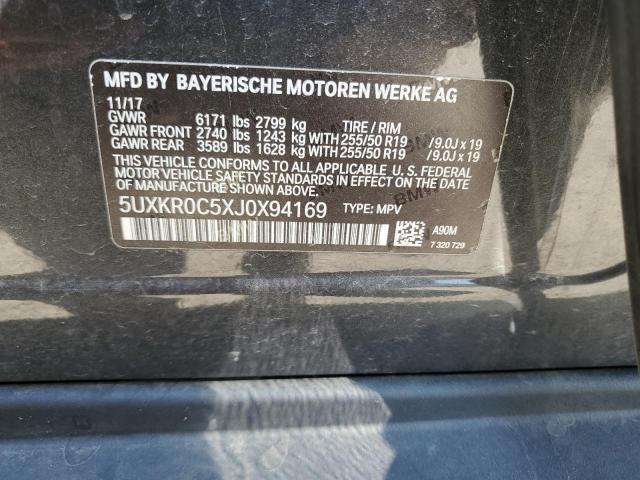 MFD BY BAYERISCHE MOTOREN WERKE AG
11/17
GVWR 6171 lbs 2799 kg TIRE / RIM
GAWR FRONT 2740 lbs 1243 kg WITH 255/50 R19 / 9.0J x 19
GAWR REAR 3589 lbs 1628 kg WITH 255/50 R19 / 9.0J x 19
THIS VEHICLE CONFORMS TO ALL APPLICABLE U. S. FEDERAL
MOTOR VEHICLE SAFETY STANDARDS IN EFFECT ON THE DATE OF
MANUFACTURE SHOWN ABOVE.
5UXKR0C5XJ0X94169 TYPE: MPV
A90M
7 320 729